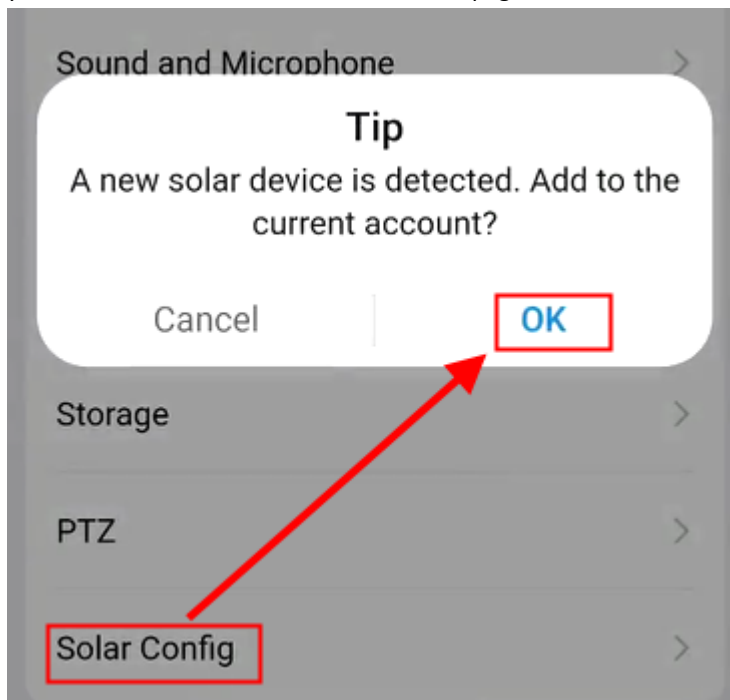 Sound and Microphone
Tip
A new solar device is detected. Add to the
current account?
Cancel
OK
Storage
PTZ
Solar Config